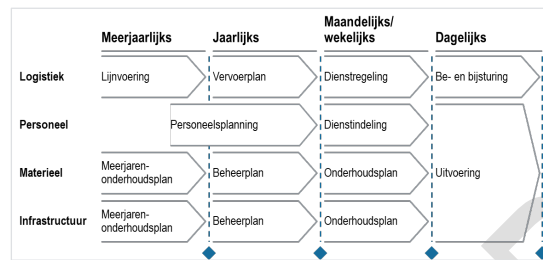 Maandelijks/
Meerjaarlijks Jaarlijks wekelijks Dagelijks
Logistiek Lijnvoering Vervoerplan Dienstregeling Be- en bijsturing
Personeel Personeelsplanning Dienstindeling
Materieel Meerjaren-
onderhoudsplan Beheerplan Onderhoudsplan Uitvoering
Infrastructuur Meerjaren-
onderhoudsplan Beheerplan Onderhoudsplan